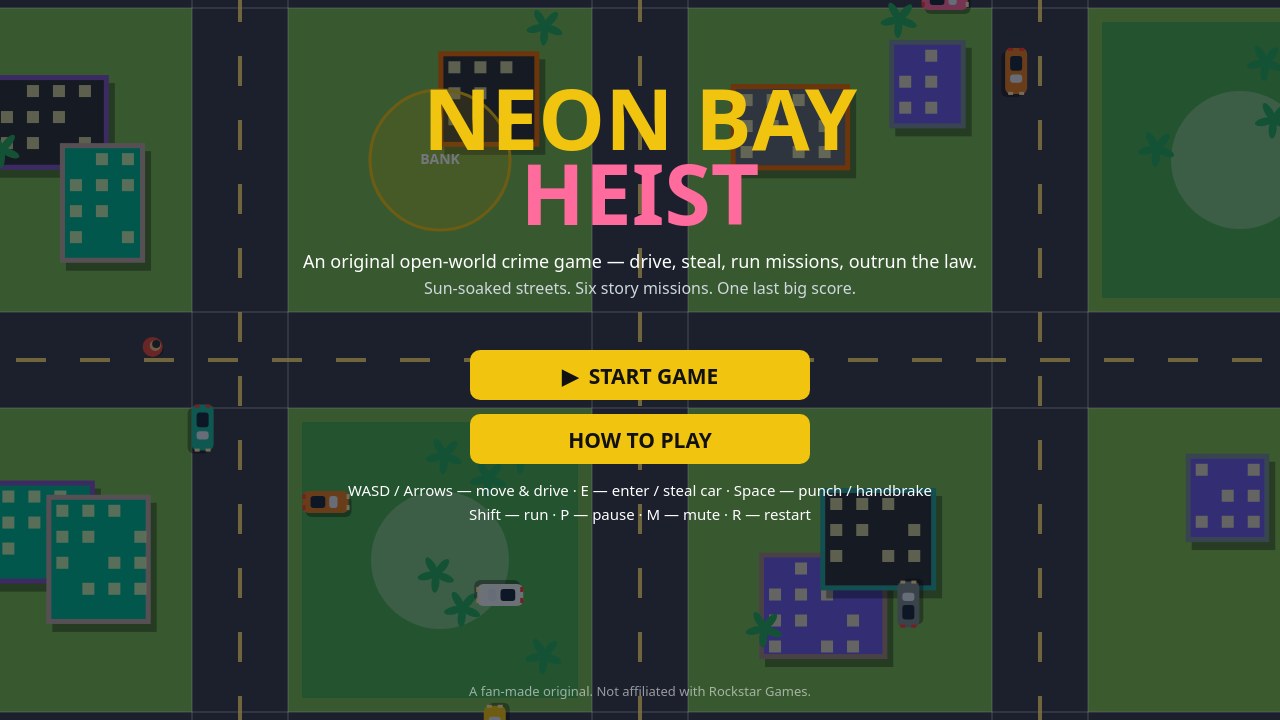 NEON BAY
BANK
HEIST
An original open-world crime game — drive, steal, run missions, outrun the law.
Sun-soaked streets. Six story missions. One last big score.
▶ START GAME
HOW TO PLAY
WASD / Arrows — move & drive · E — enter / steal car · Space — punch / handbrake
Shift — run · P — pause · M — mute · R — restart
A fan-made original. Not affiliated with Rockstar Games.